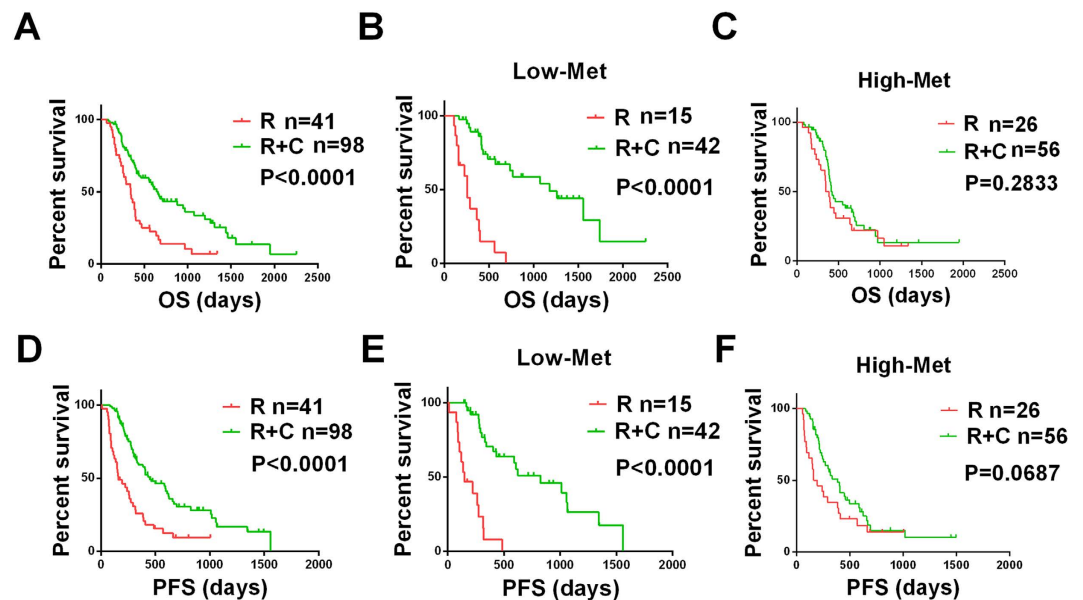 A
Percent survival
100
50
0
0 500 1000 1500 2000 2500
OS (days)
R n=41
R+C n=98
P<0.0001
B
Low-Met
Percent survival
100
50
0
0 500 1000 1500 2000 2500
OS (days)
R n=15
R+C n=42
P<0.0001
C
High-Met
Percent survival
100
50
0
0 500 1000 1500 2000 2500
OS (days)
R n=26
R+C n=56
P=0.2833
D
Percent survival
100
50
0
0 500 1000 1500 2000
PFS (days)
R n=41
R+C n=98
P<0.0001
E
Low-Met
Percent survival
100
50
0
0 500 1000 1500 2000
PFS (days)
R n=15
R+C n=42
P<0.0001
F
High-Met
Percent survival
100
50
0
0 500 1000 1500 2000
PFS (days)
R n=26
R+C n=56
P=0.0687